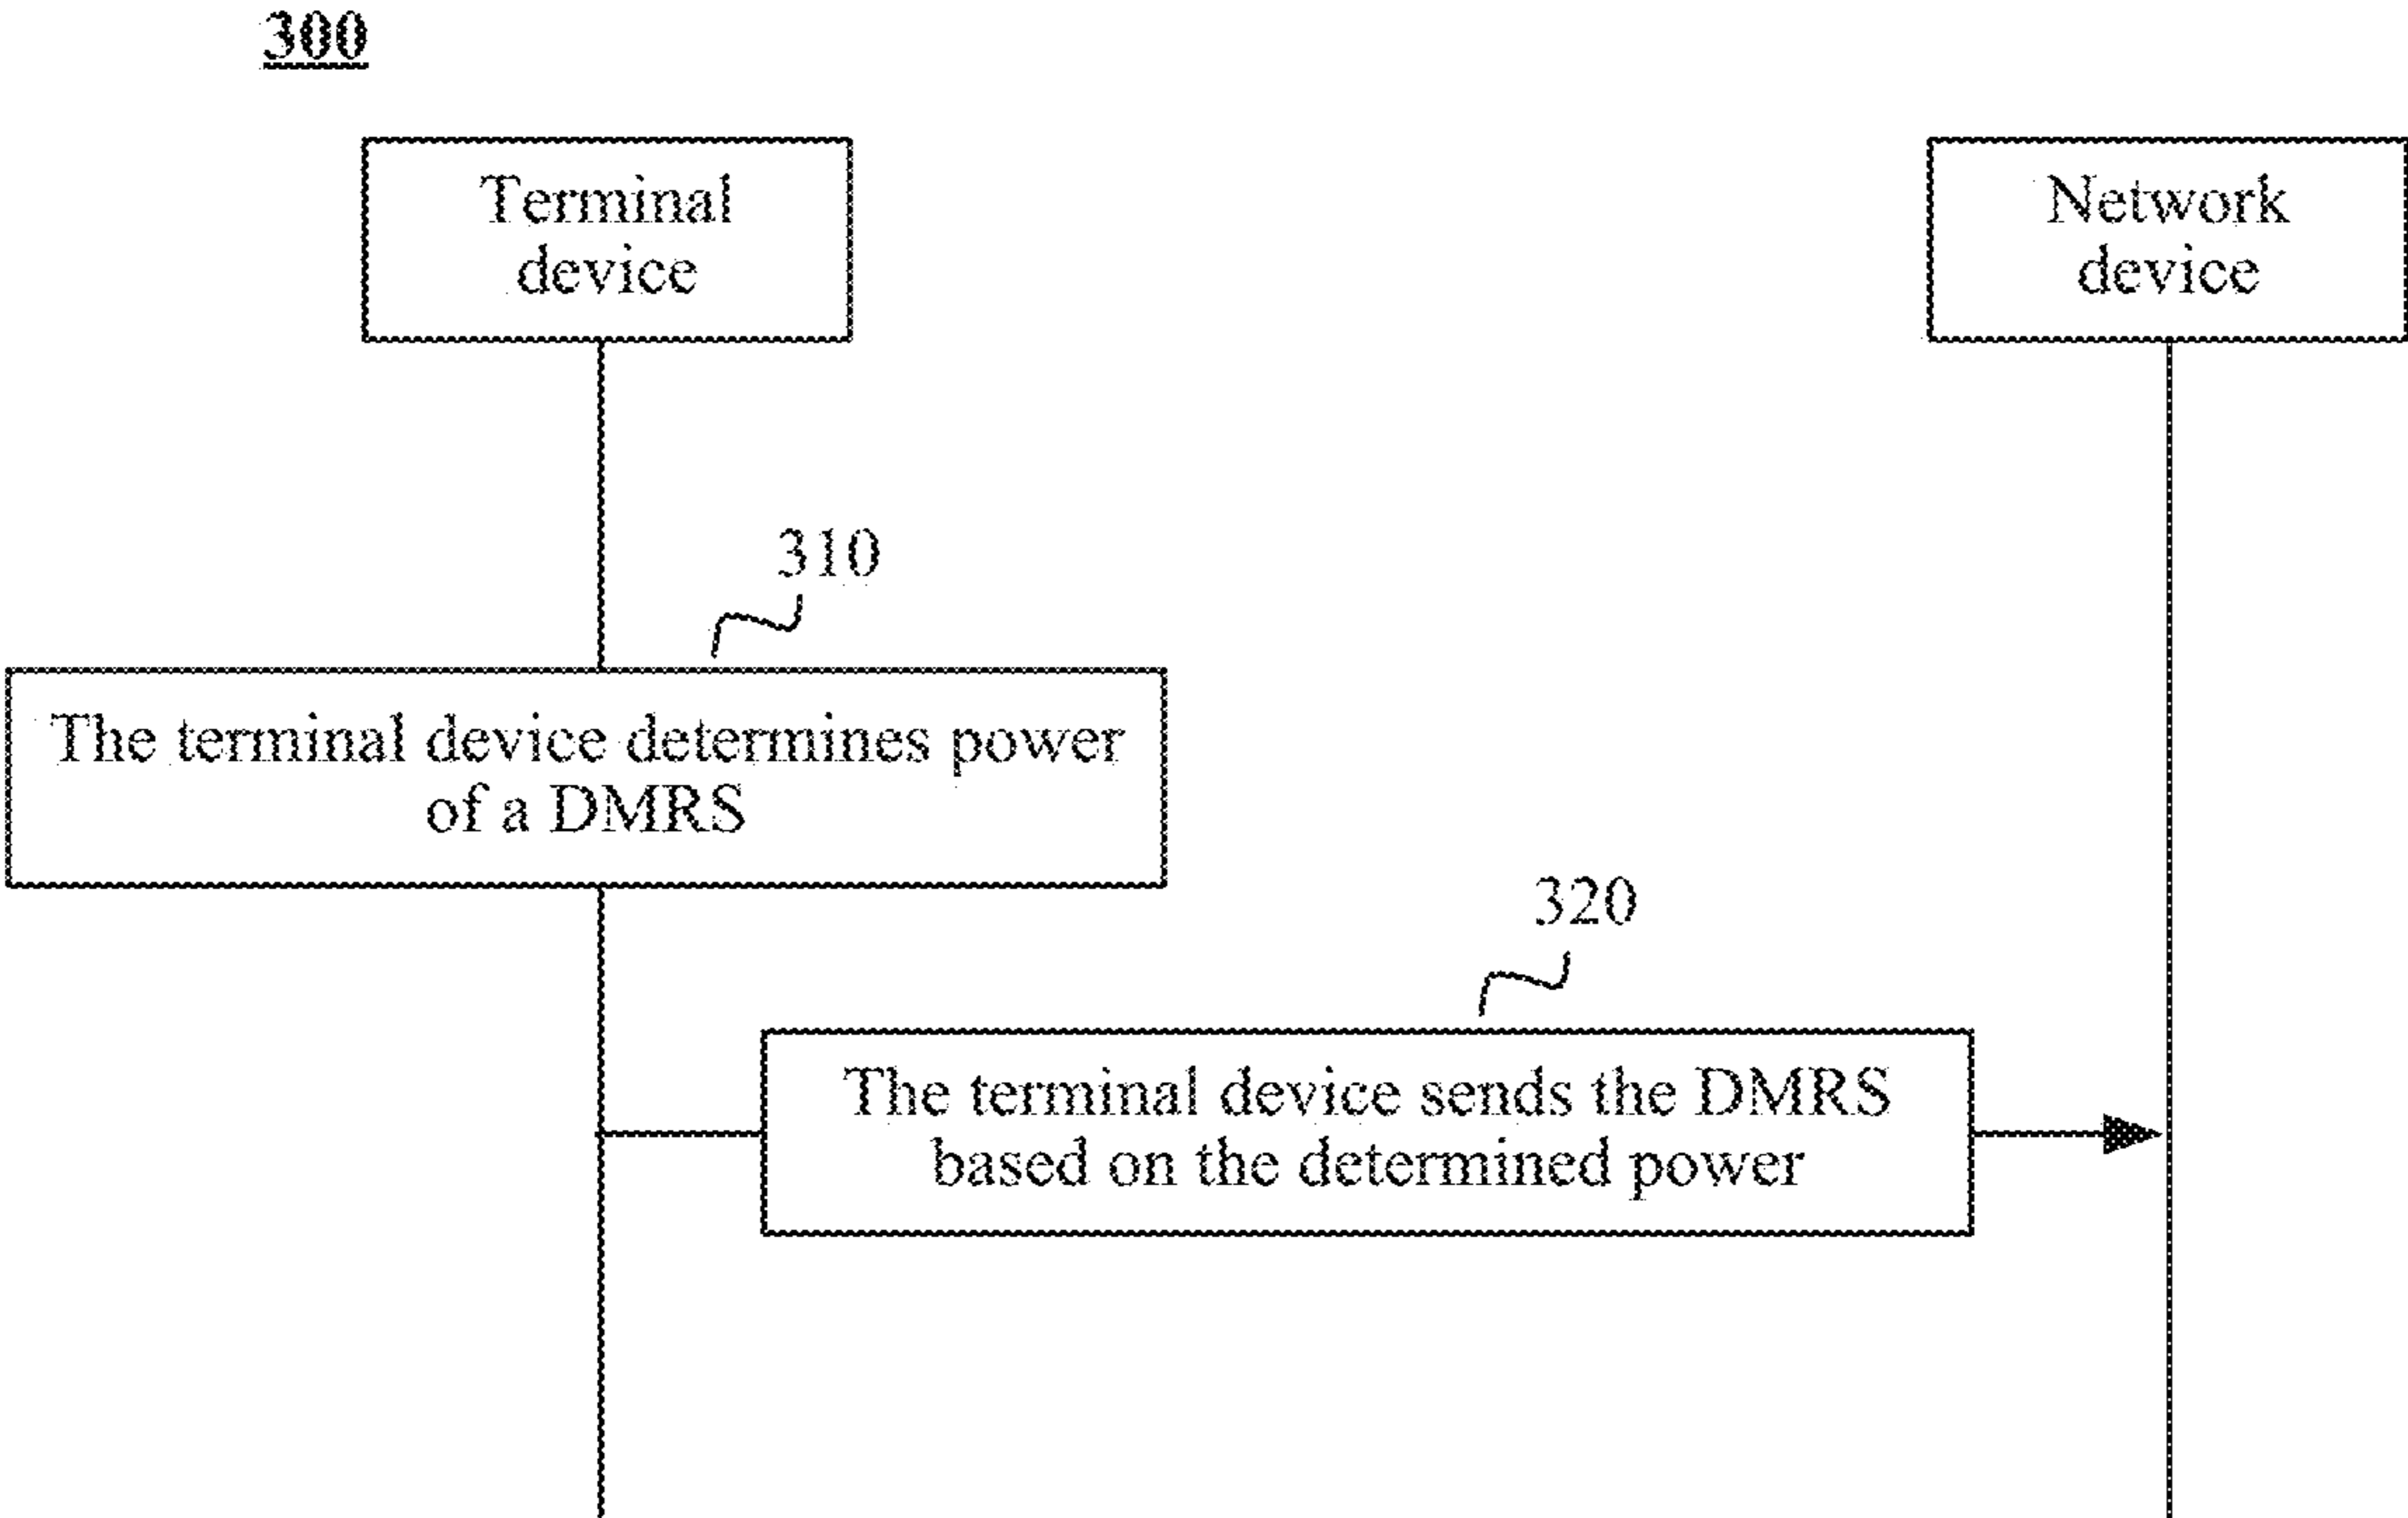 300
Terminal
device
Network
device
310
The terminal device determines power
of a DMRS
320
The terminal device sends the DMRS
based on the determined power